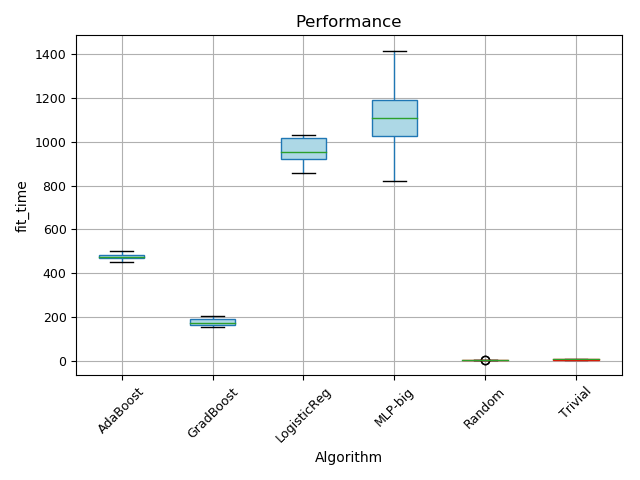 Performance
1400
1200
1000
800
600
400
200
0
fit_time
AdaBoost
GradBoost
LogisticReg
MLP-big
Random
Trivial
Algorithm